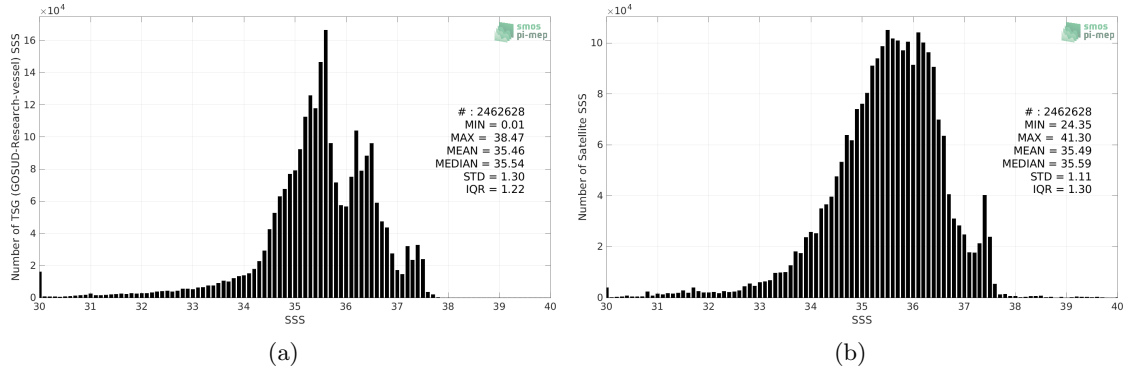 ×10⁴
smos
pi-mep
Number of TSG (GOSUD-Research-vessel) SSS
16
14
12
10
8
6
4
2
0
# : 2462628
MIN = 0.01
MAX = 38.47
MEAN = 35.46
MEDIAN = 35.54
STD = 1.30
IQR = 1.22
30 31 32 33 34 35 36 37 38 39 40
SSS
(a)
×10⁴
smos
pi-mep
Number of Satellite SSS
10
8
6
4
2
0
# : 2462628
MIN = 24.35
MAX = 41.30
MEAN = 35.49
MEDIAN = 35.59
STD = 1.11
IQR = 1.30
30 31 32 33 34 35 36 37 38 39 40
SSS
(b)